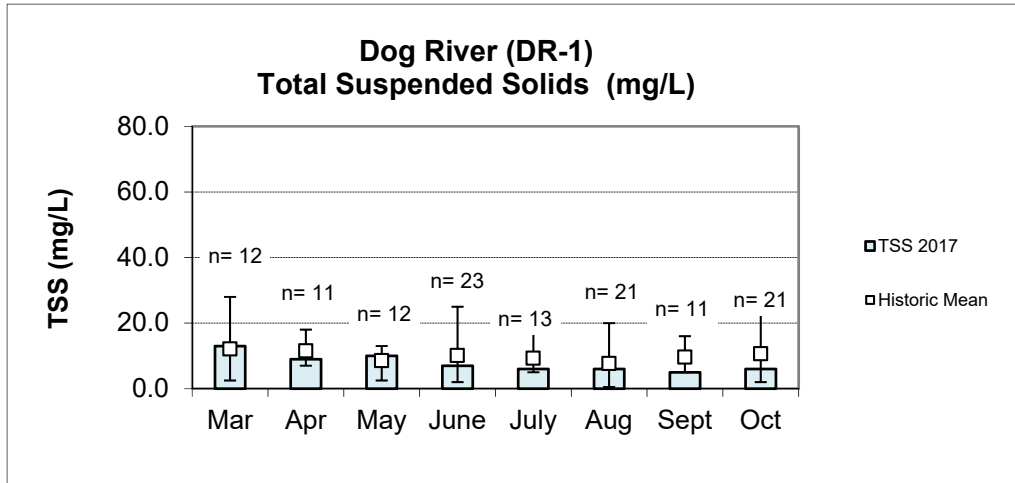 Dog River (DR-1)
Total Suspended Solids (mg/L)
TSS (mg/L)
80.0
60.0
40.0
20.0
0.0
n= 12
n= 11
n= 12
n= 23
n= 13
n= 21
n= 11
n= 21
Mar Apr May June July Aug Sept Oct
TSS 2017
Historic Mean